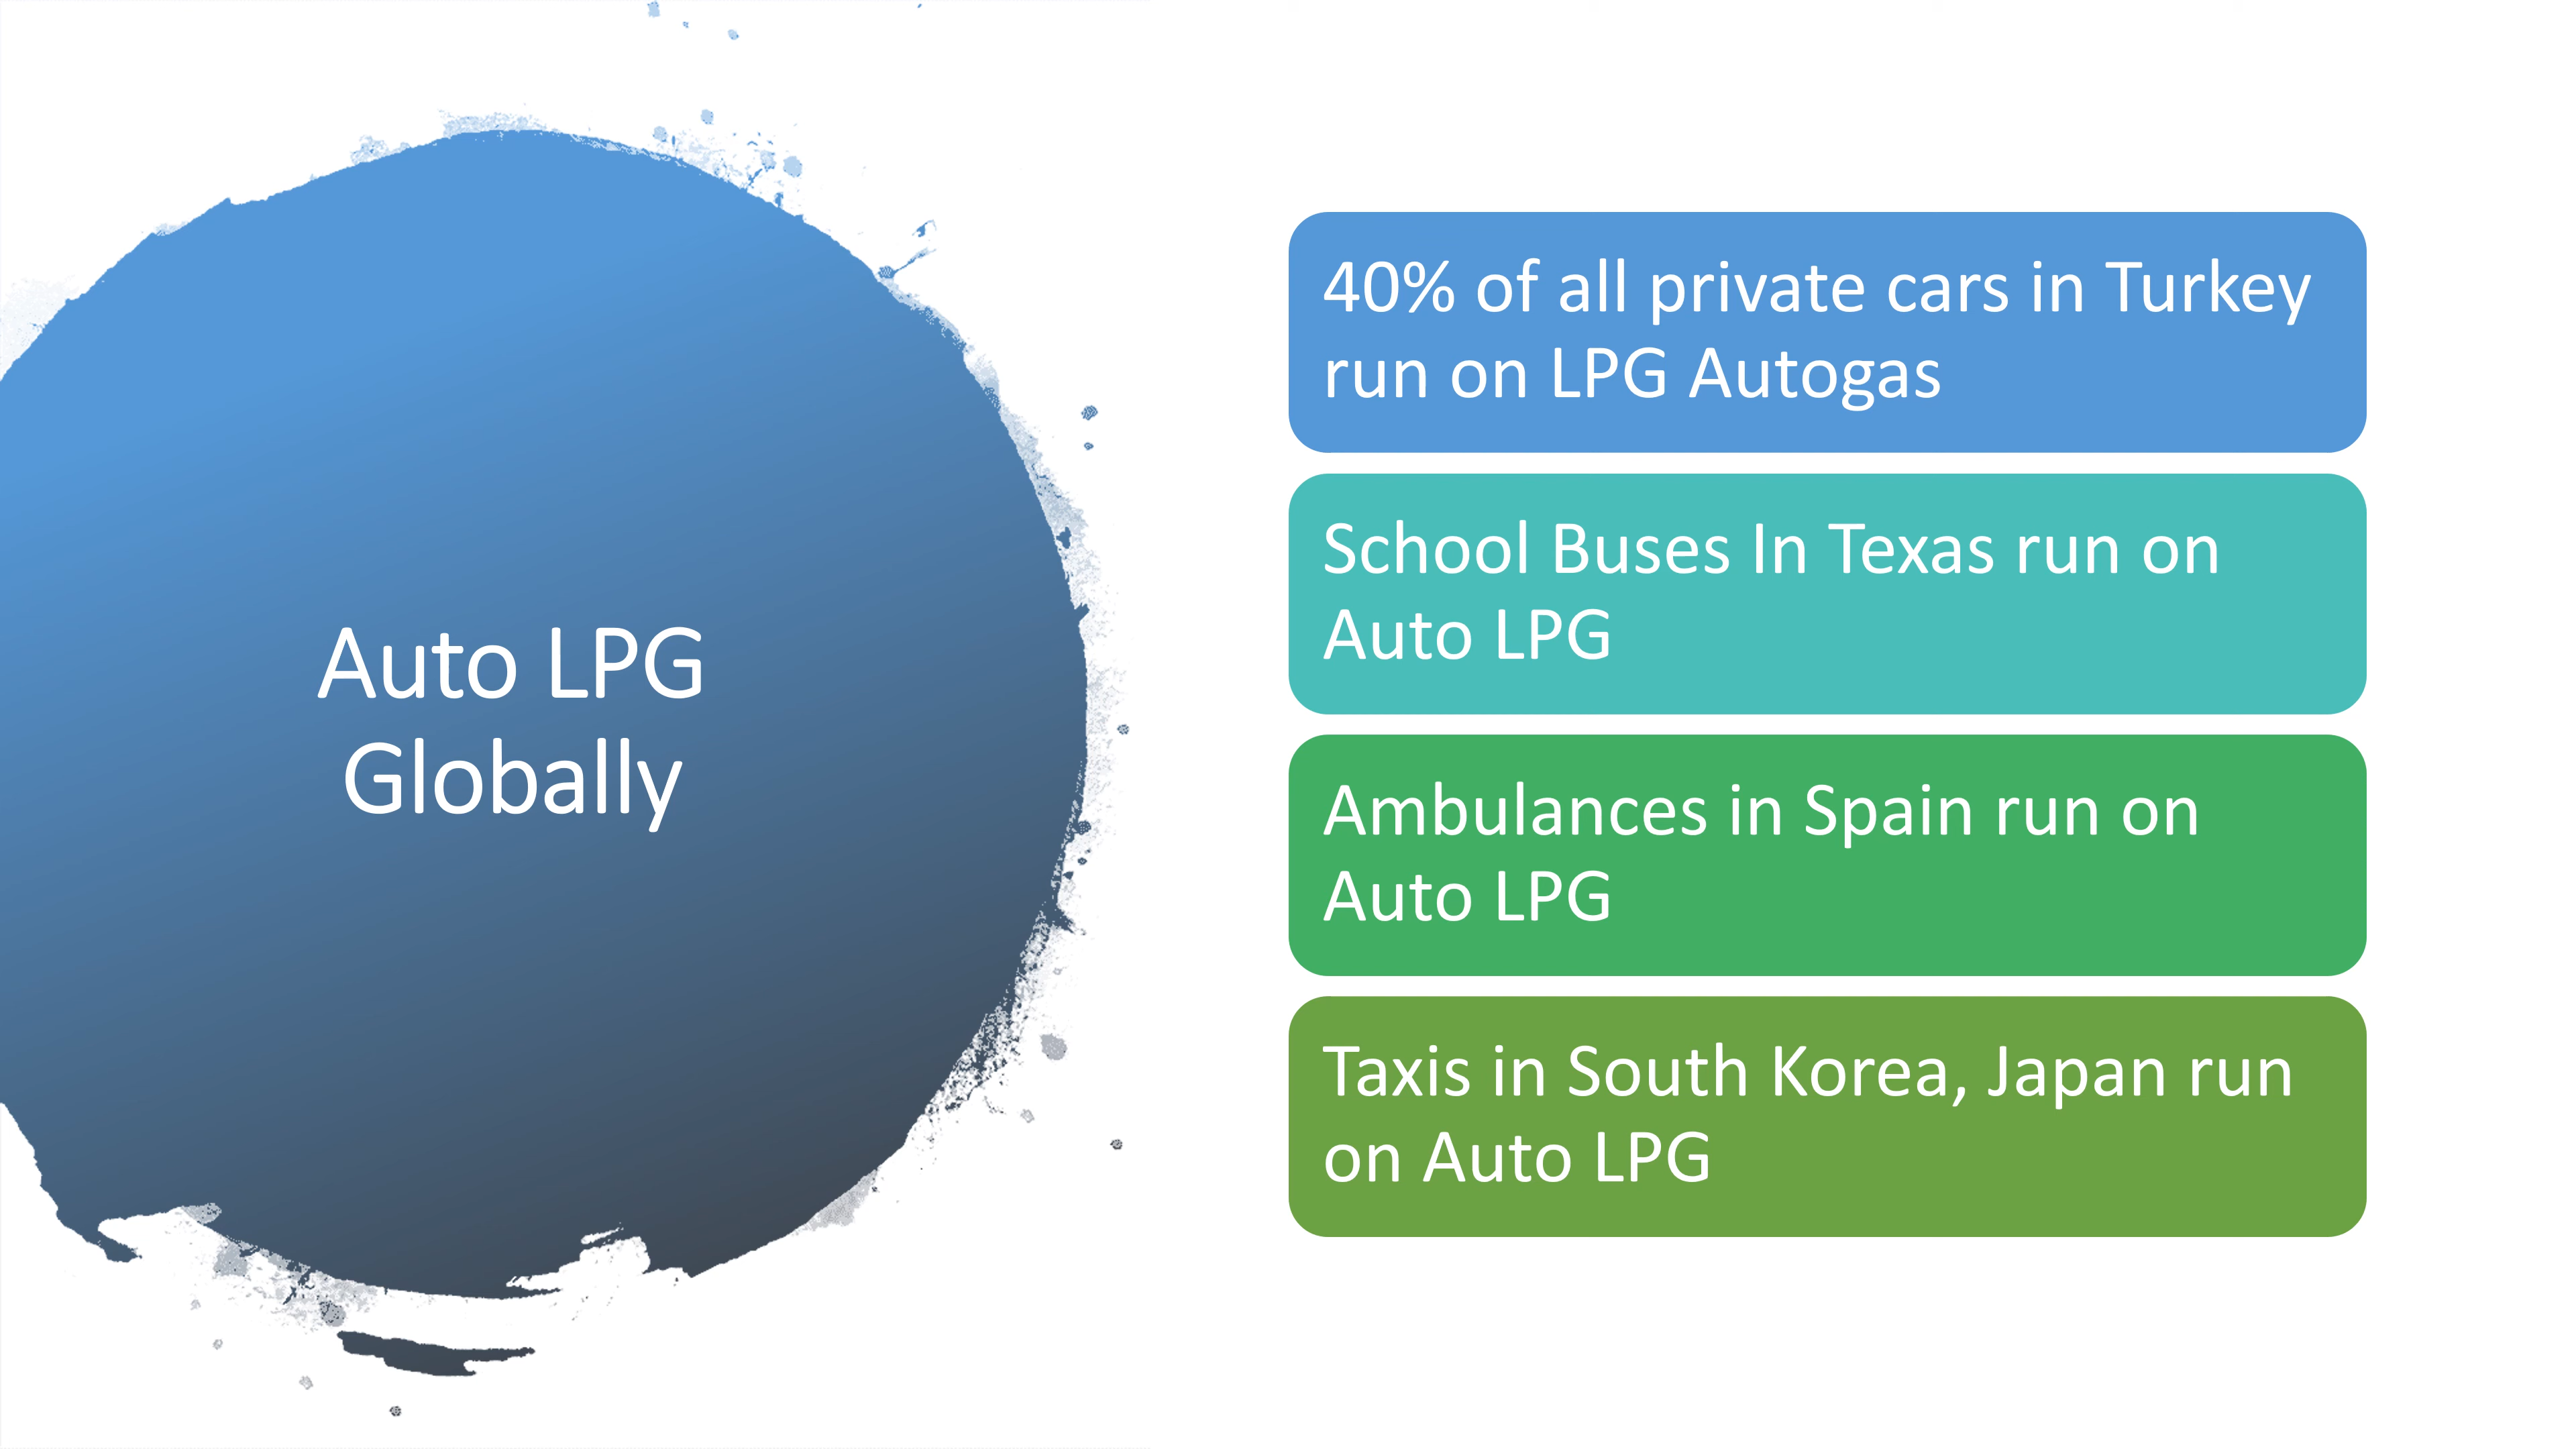 Auto LPG
Globally
40% of all private cars in Turkey
run on LPG Autogas
School Buses In Texas run on
Auto LPG
Ambulances in Spain run on
Auto LPG
Taxis in South Korea, Japan run
on Auto LPG